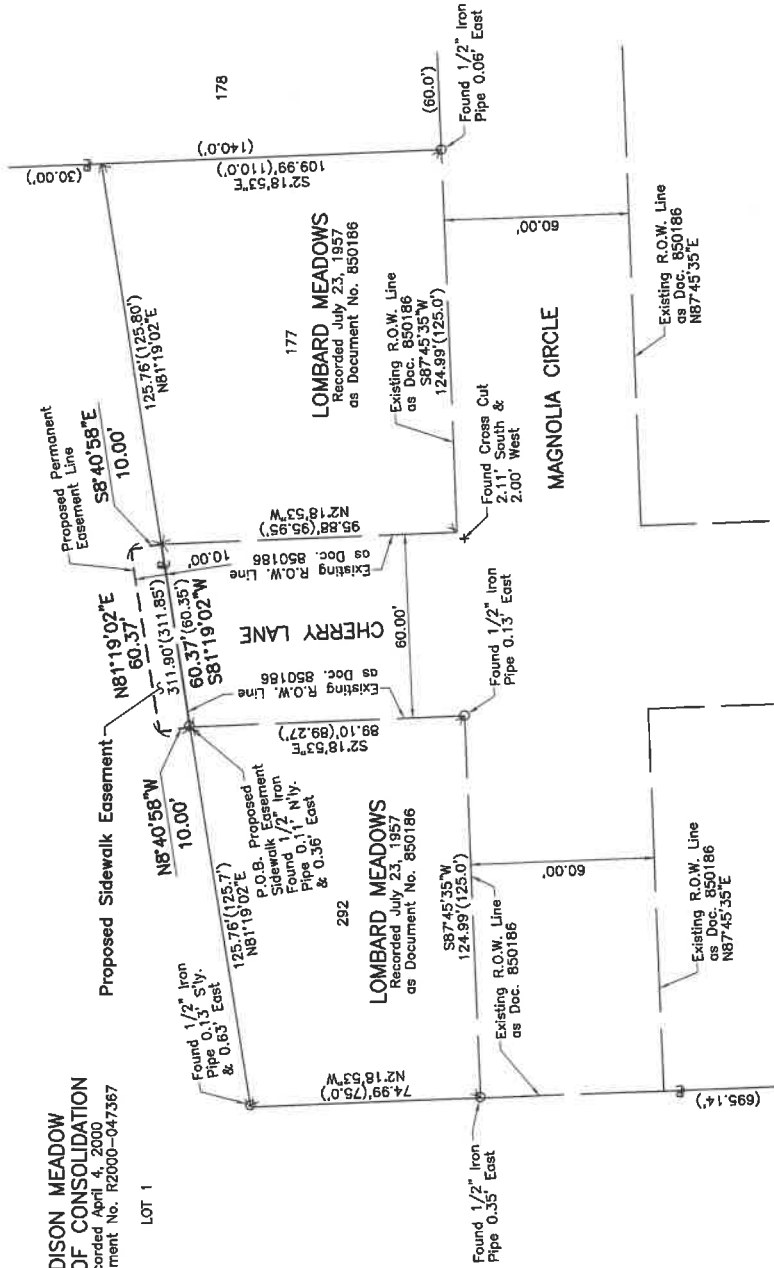 DISON MEADOW
OF CONSOLIDATION
corded April 4, 2000
ment No. R2000-047367
LOT 1
Proposed Sidewalk Easement
N81°19'02"E
60.37'
Proposed Permanent
Easement Line
S8°40'58"E
10.00'
N8°40'58"W
10.00'
311.90'(311.85')
60.37'(60.35')
S81°19'02"W
10.00'
125.76'(125.80')
N81°19'02"E
(30.00')
(140.0')
109.99'(110.0')
S2°18'53"E
178
Found 1/2" Iron
Pipe 0.13' S'ly.
& 0.63' East
125.76'(125.7')
N81°19'02"E
P.O.B. Proposed
Sidewalk Easement
Found 1/2" Iron
Pipe 0.11' N'ly.
& 0.36' East
292
LOMBARD MEADOWS
Recorded July 23, 1957
as Document No. 850186
74.99'(75.0')
N2°18'53"W
S2°18'53"E
89.10'(89.27')
Existing R.O.W. Line
as Doc. 850186
CHERRY LANE
60.00'
Existing R.O.W. Line
as Doc. 850186
95.88'(95.95')
N2°18'53"W
177
LOMBARD MEADOWS
Recorded July 23, 1957
as Document No. 850186
Existing R.O.W. Line
as Doc. 850186
S87°45'35"W
124.99'(125.0')
(60.0')
Found 1/2" Iron
Pipe 0.06' East
Found Cross Cut
2.11' South &
2.00' West
MAGNOLIA CIRCLE
60.00'
Existing R.O.W. Line
as Doc. 850186
N87°45'35"E
Found 1/2" Iron
Pipe 0.13' East
S87°45'35"W
124.99'(125.0')
Existing R.O.W. Line
as Doc. 850186
60.00'
Existing R.O.W. Line
as Doc. 850186
N87°45'35"E
Found 1/2" Iron
Pipe 0.35' East
(695.14')